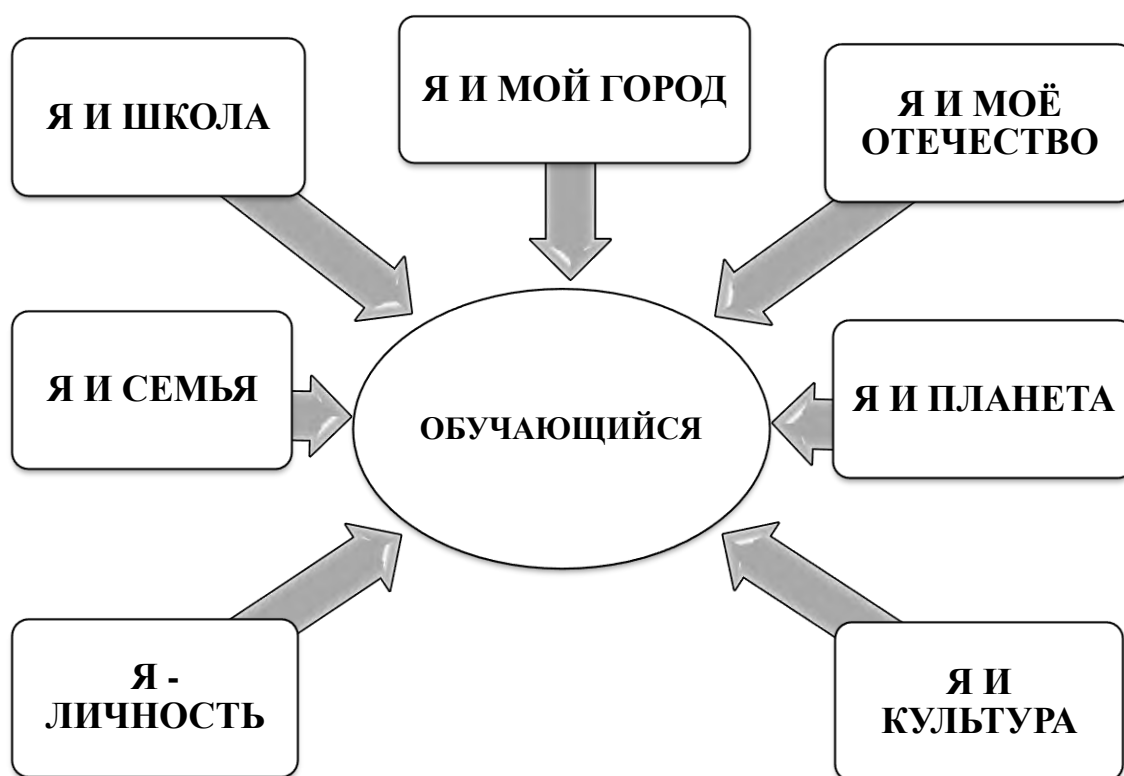 Я И ШКОЛА
Я И МОЙ ГОРОД
Я И МОЁ
ОТЕЧЕСТВО
Я И СЕМЬЯ
ОБУЧАЮЩИЙСЯ
Я И ПЛАНЕТА
Я -
ЛИЧНОСТЬ
Я И
КУЛЬТУРА